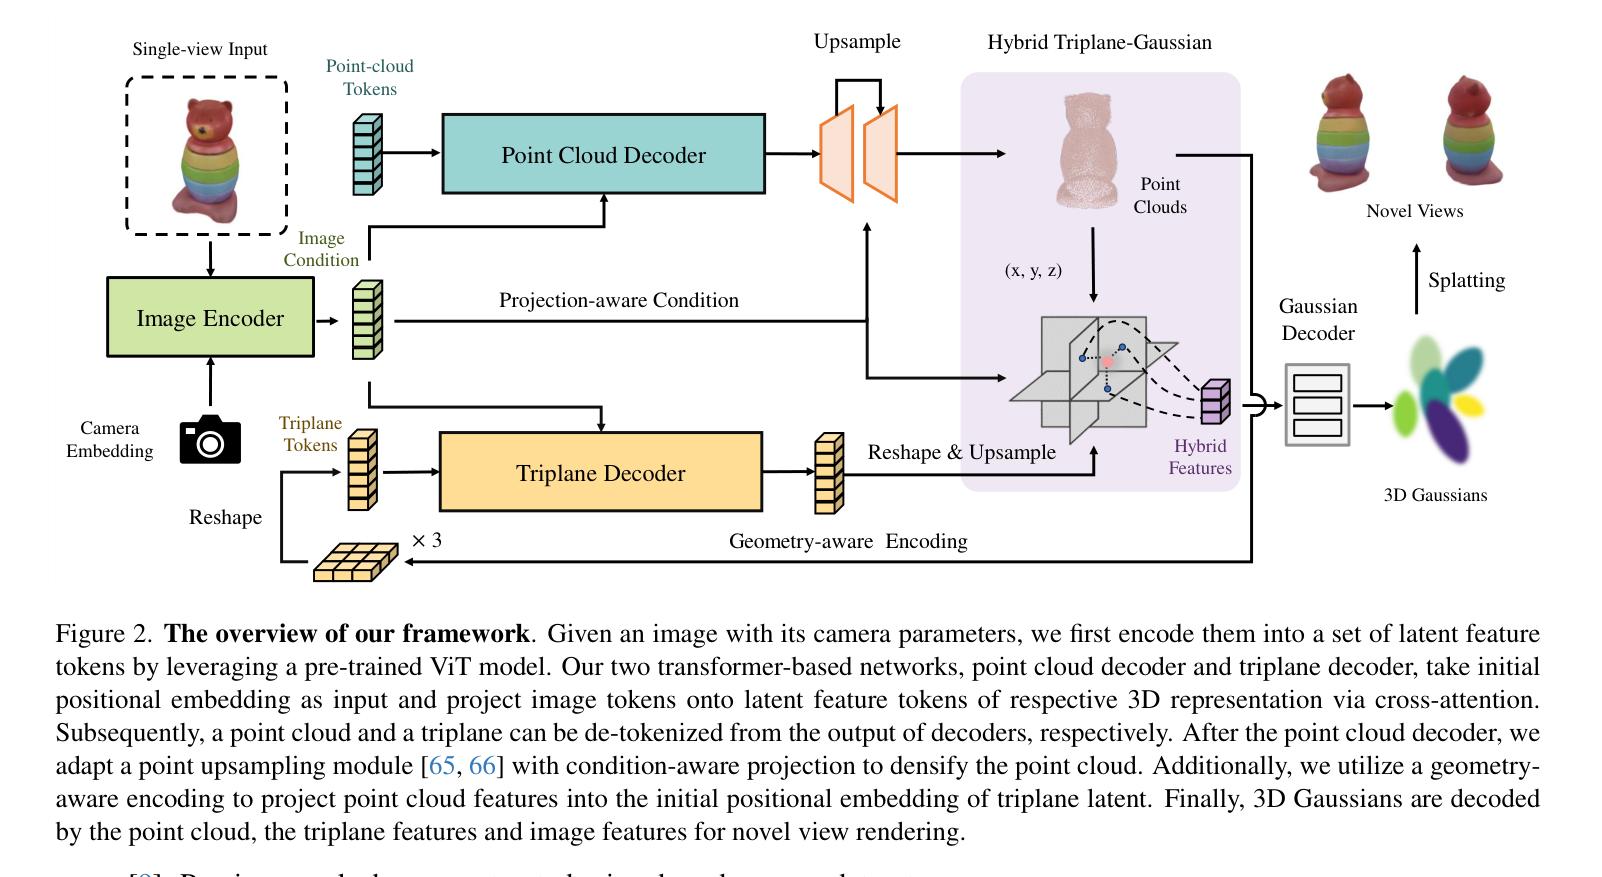 Single-view Input
Point-cloud
Tokens
Upsample
Hybrid Triplane-Gaussian
Point Cloud Decoder
Point
Clouds
Novel Views
Image
Condition
(x, y, z)
Splatting
Image Encoder
Projection-aware Condition
Gaussian
Decoder
Camera
Embedding
Triplane
Tokens
Triplane Decoder
Reshape & Upsample
Hybrid
Features
3D Gaussians
Reshape
× 3
Geometry-aware Encoding
Figure 2. The overview of our framework. Given an image with its camera parameters, we first encode them into a set of latent feature
tokens by leveraging a pre-trained ViT model. Our two transformer-based networks, point cloud decoder and triplane decoder, take initial
positional embedding as input and project image tokens onto latent feature tokens of respective 3D representation via cross-attention.
Subsequently, a point cloud and a triplane can be de-tokenized from the output of decoders, respectively. After the point cloud decoder, we
adapt a point upsampling module [65, 66] with condition-aware projection to densify the point cloud. Additionally, we utilize a geometry-
aware encoding to project point cloud features into the initial positional embedding of triplane latent. Finally, 3D Gaussians are decoded
by the point cloud, the triplane features and image features for novel view rendering.